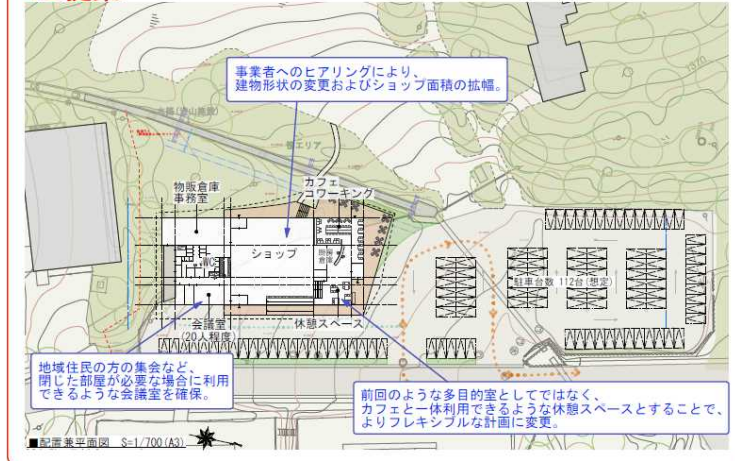 事業者へのヒアリングにより、
建物形状の変更およびショップ面積の拡幅。
物販倉庫
事務室
カフェ
コワーキング
ショップ
WC
厨房
倉庫
駐車台数 112台(想定)
会議室
(20人程度)
休憩スペース
地域住民の方の集会など、
閉じた部屋が必要な場合に利用
できるような会議室を確保。
前回のような多目的室としてではなく、
カフェと一体利用できるような休憩スペースとすることで、
よりフレキシブルな計画に変更。
■配置兼平面図 S=1/700(A3)